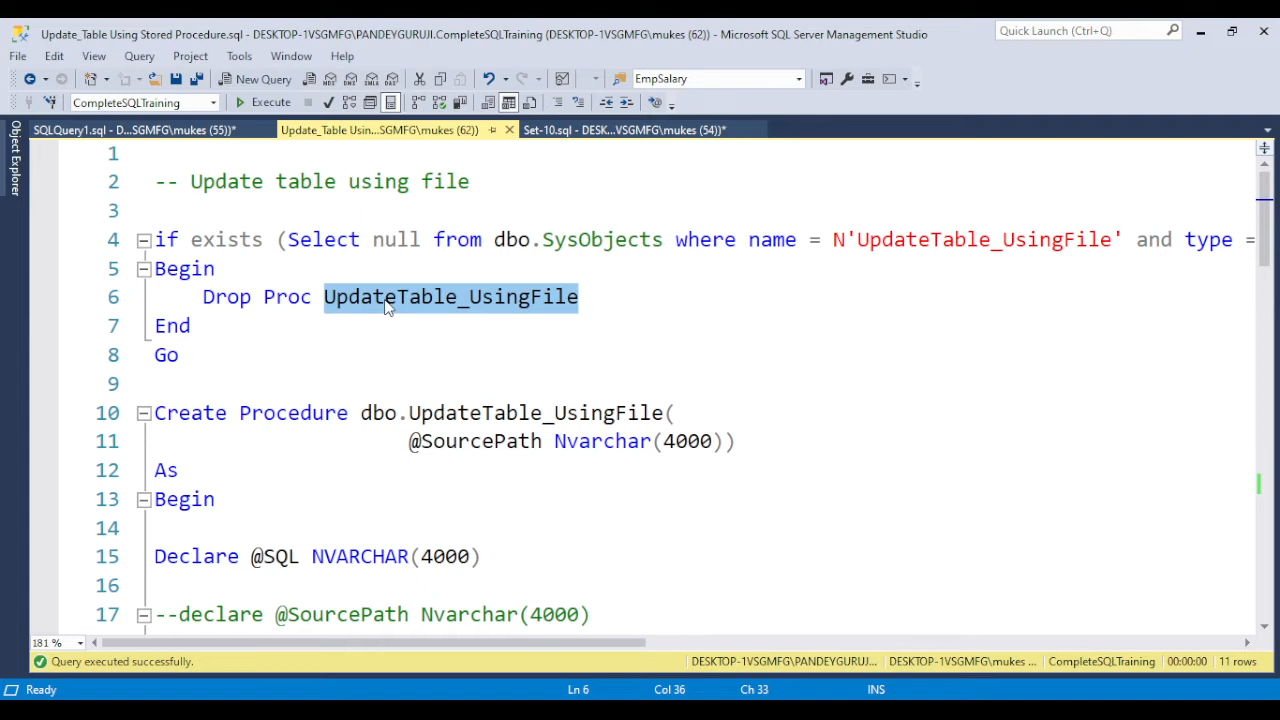 Update_Table Using Stored Procedure.sql - DESKTOP-1VSGMFG\PANDEYGURUJI.CompleteSQLTraining (DESKTOP-1VSGMFG\mukes (62)) - Microsoft SQL Server Management Studio
Quick Launch (Ctrl+Q)
File Edit View Query Project Tools Window Help
New Query
MDX DMX XMLA DAX
EmpSalary
CompleteSQLTraining
Execute
Object Explorer
SQLQuery1.sql - D...SGMFG\mukes (55))*
Update_Table Usin...SGMFG\mukes (62))
Set-10.sql - DESK...VSGMFG\mukes (54))*
1
2 -- Update table using file
3
4 if exists (Select null from dbo.SysObjects where name = N'UpdateTable_UsingFile' and type =
5 Begin
6 Drop Proc UpdateTable_UsingFile
7 End
8 Go
9
10 Create Procedure dbo.UpdateTable_UsingFile(
11 @SourcePath Nvarchar(4000))
12 As
13 Begin
14
15 Declare @SQL NVARCHAR(4000)
16
17 --declare @SourcePath Nvarchar(4000)
181 %
Query executed successfully.
DESKTOP-1VSGMFG\PANDEYGURUJI...
DESKTOP-1VSGMFG\mukes ...
CompleteSQLTraining
00:00:00
11 rows
Ready
Ln 6
Col 36
Ch 33
INS